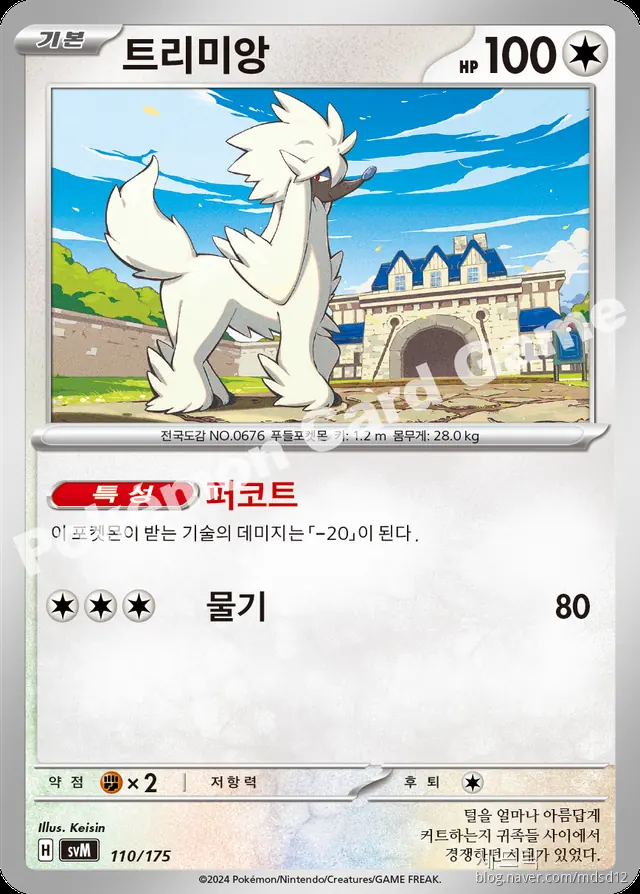 기본
트리미앙
HP 100
전국도감 NO.0676 푸들포켓몬 키: 1.2 m 몸무게: 28.0 kg
특성 퍼코트
이 포켓몬이 받는 기술의 데미지는 「-20」이 된다.
물기 80
약점 ×2 저항력 후퇴
털을 얼마나 아름답게
커트하는지 귀족들 사이에서
경쟁하던 시대가 있었다.
Illus. Keisin
H svM 110/175
©2024 Pokémon/Nintendo/Creatures/GAME FREAK.
Pokémon Card Game
blog.naver.com/mdsd12